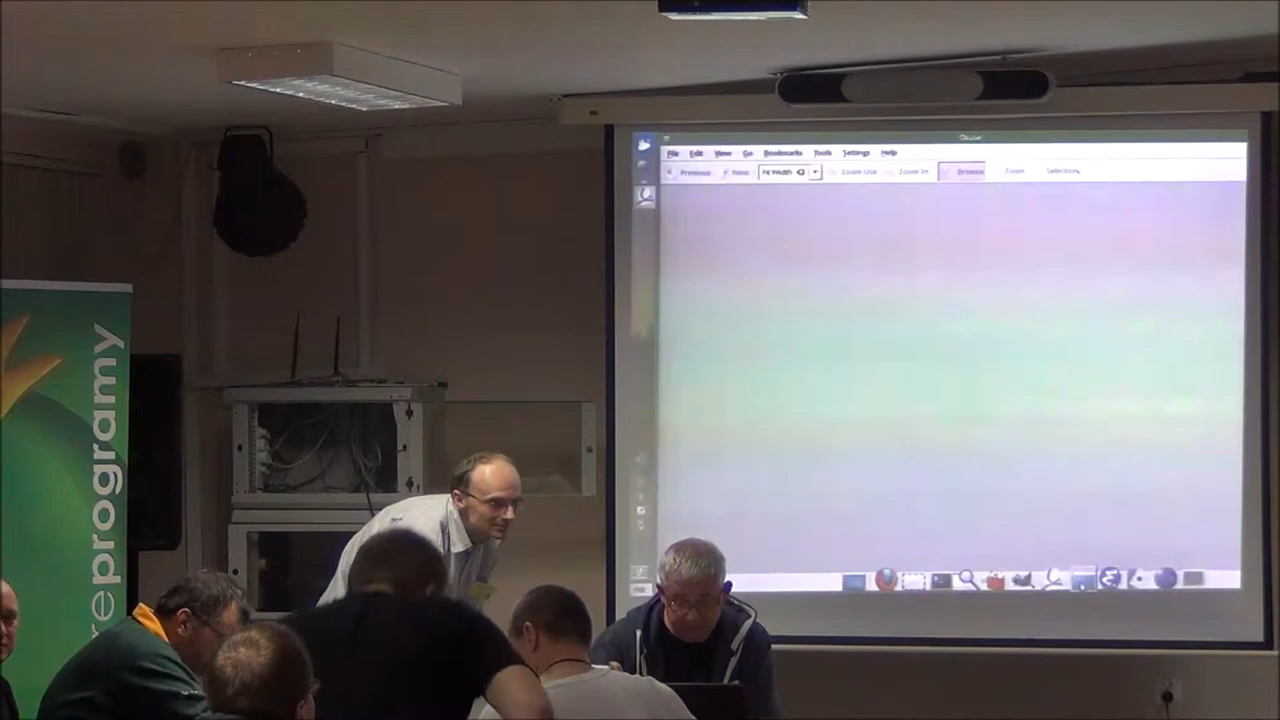 Okular
File Edit View Go Bookmarks Tools Settings Help
Previous Next Fit Width Zoom Out Zoom In Browse Zoom Selection
reprogramy